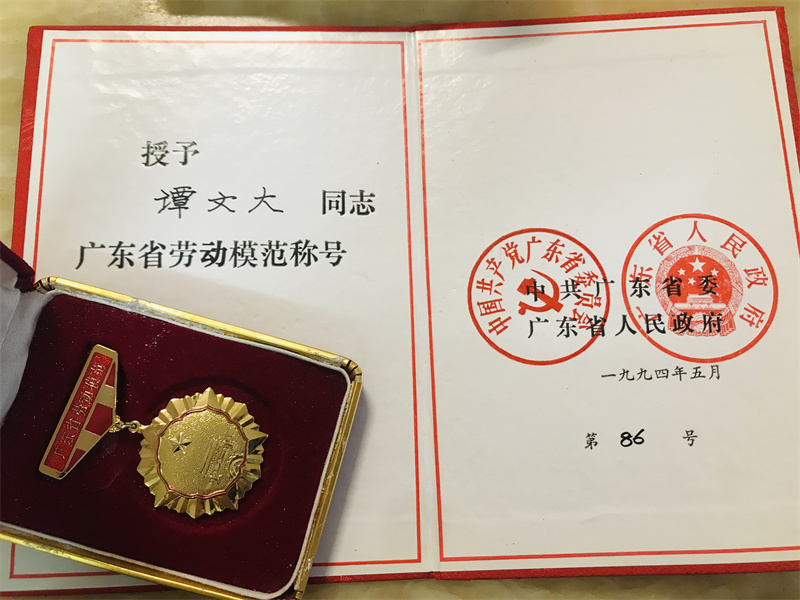 授予
谭文大 同志
广东省劳动模范称号
中国共产党广东省委员会
广东省人民政府
中共广东省委
广东省人民政府
一九九四年五月
第 86 号
广东省劳动模范